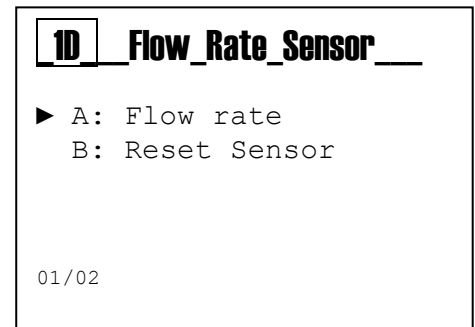 _1D_ __Flow_Rate_Sensor___
► A: Flow rate
B: Reset Sensor
01/02